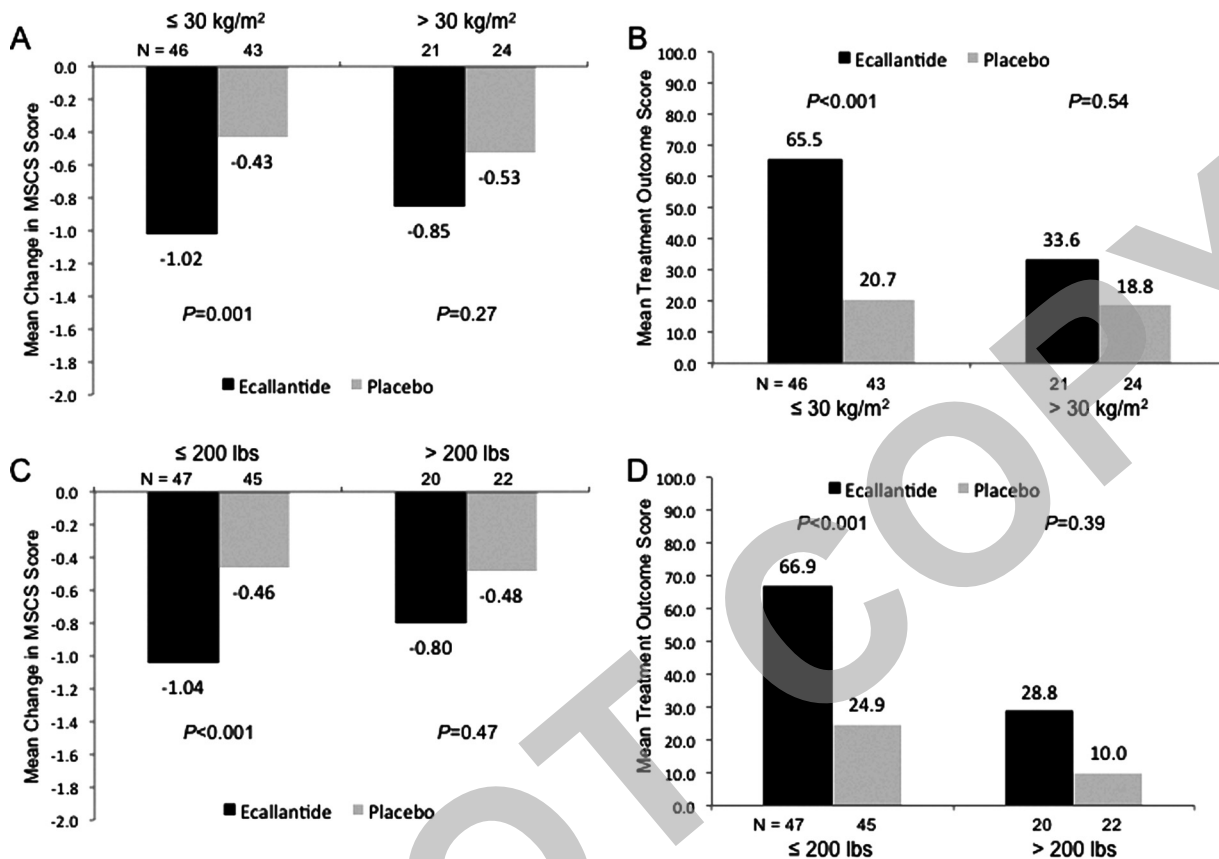 A
≤ 30 kg/m²
> 30 kg/m²
N = 46 43 21 24
0.0
-0.2
-0.4
-0.6
-0.8
-1.0
-1.2
-1.4
-1.6
-1.8
-2.0
Mean Change in MSCS Score
-0.43
-0.53
-0.85
-1.02
P=0.001
P=0.27
Ecallantide Placebo
B
100.0
90.0
80.0
70.0
60.0
50.0
40.0
30.0
20.0
10.0
0.0
Mean Treatment Outcome Score
Ecallantide Placebo
P<0.001
P=0.54
65.5
33.6
20.7
18.8
N = 46 43 21 24
≤ 30 kg/m²
> 30 kg/m²
C
≤ 200 lbs
> 200 lbs
N = 47 45 20 22
0.0
-0.2
-0.4
-0.6
-0.8
-1.0
-1.2
-1.4
-1.6
-1.8
-2.0
Mean Change in MSCS Score
-0.46
-0.48
-0.80
-1.04
P<0.001
P=0.47
Ecallantide Placebo
D
100.0
90.0
80.0
70.0
60.0
50.0
40.0
30.0
20.0
10.0
0.0
Mean Treatment Outcome Score
Ecallantide Placebo
P<0.001
P=0.39
66.9
28.8
24.9
10.0
N = 47 45 20 22
≤ 200 lbs
> 200 lbs
OT COPY